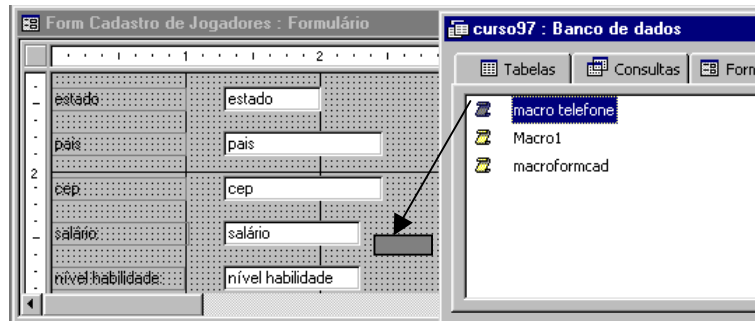 Form Cadastro de Jogadores : Formulário
1 2
estado estado
pais pais
2
cep cep
salário: salário
nível habilidade: nível habilidade
curso97 : Banco de dados
Tabelas Consultas Form
macro telefone
Macro1
macroformcad